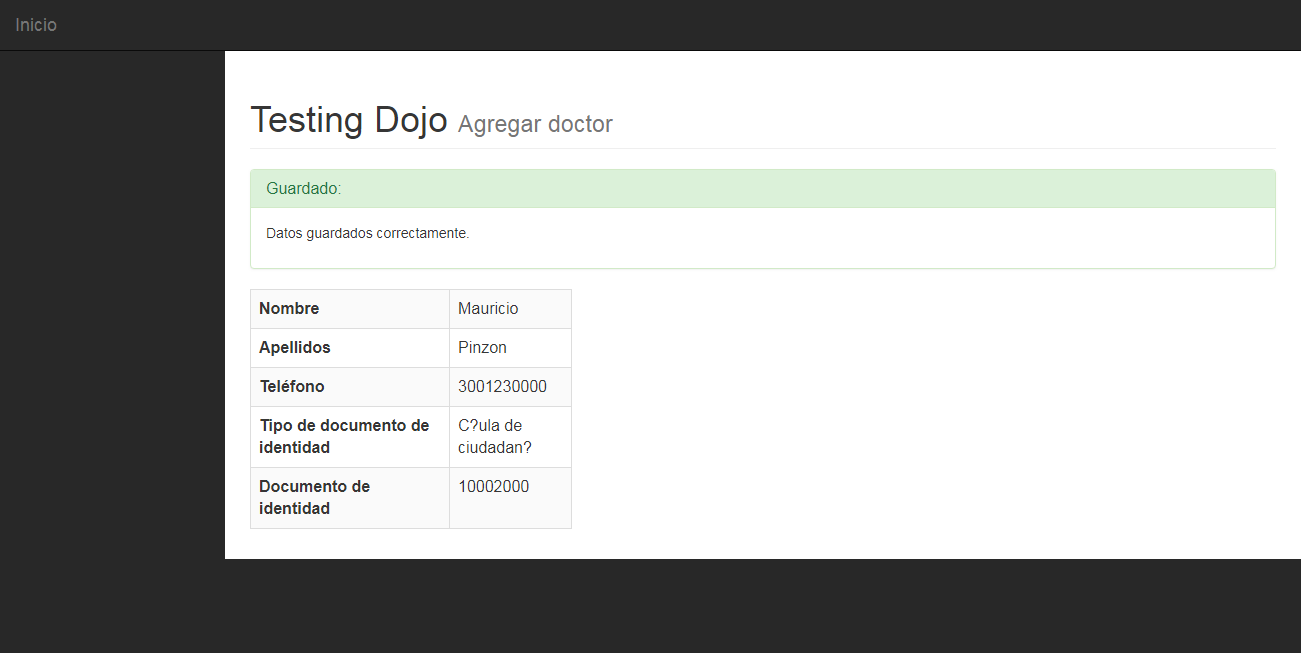 Inicio
Testing Dojo Agregar doctor
Guardado:
Datos guardados correctamente.
Nombre Mauricio
Apellidos Pinzon
Teléfono 3001230000
Tipo de documento de C?ula de
identidad ciudadan?
Documento de 10002000
identidad